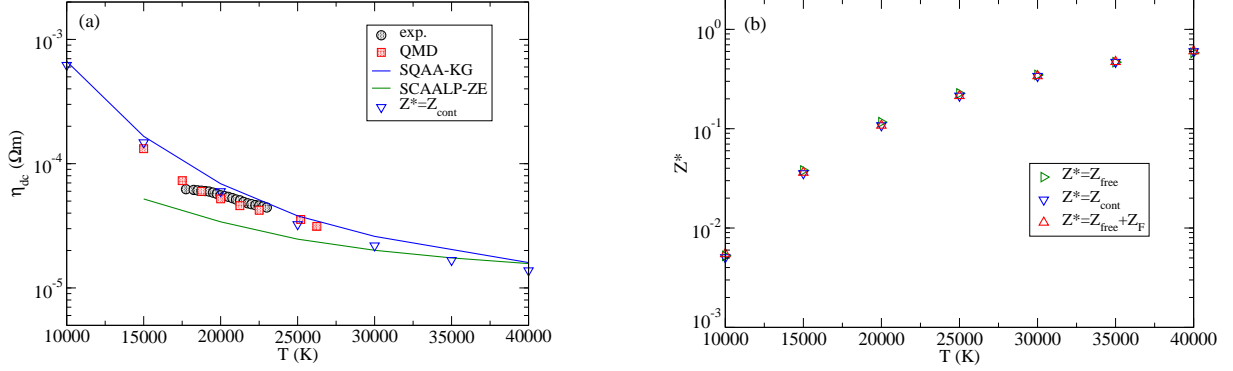 (a)
exp.
QMD
SQAA-KG
SCAALP-ZE
Z*=Z_cont
10^-3
10^-4
10^-5
η_dc (Ωm)
10000 15000 20000 25000 30000 35000 40000
T (K)
(b)
10^0
10^-1
10^-2
10^-3
Z*
Z*=Z_free
Z*=Z_cont
Z*=Z_free+Z_F
10000 15000 20000 25000 30000 35000 40000
T (K)